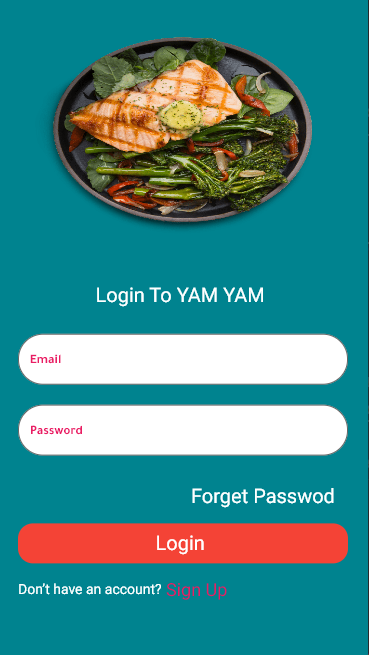 Login To YAM YAM
Email
Password
Forget Passwod
Login
Don't have an account? Sign Up